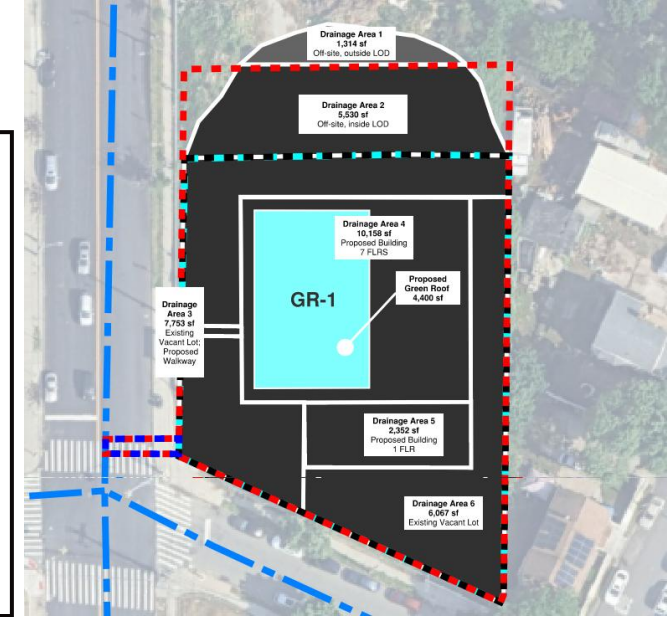 Drainage Area 1
1,314 sf
Off-site, outside LOD
Drainage Area 2
5,530 sf
Off-site, inside LOD
Drainage Area 4
10,158 sf
Proposed Building
7 FLRS
Proposed
Green Roof
4,400 sf
GR-1
Drainage
Area 3
7,753 sf
Existing
Vacant Lot;
Proposed
Walkway
Drainage Area 5
2,352 sf
Proposed Building
1 FLR
Drainage Area 6
6,067 sf
Existing Vacant Lot